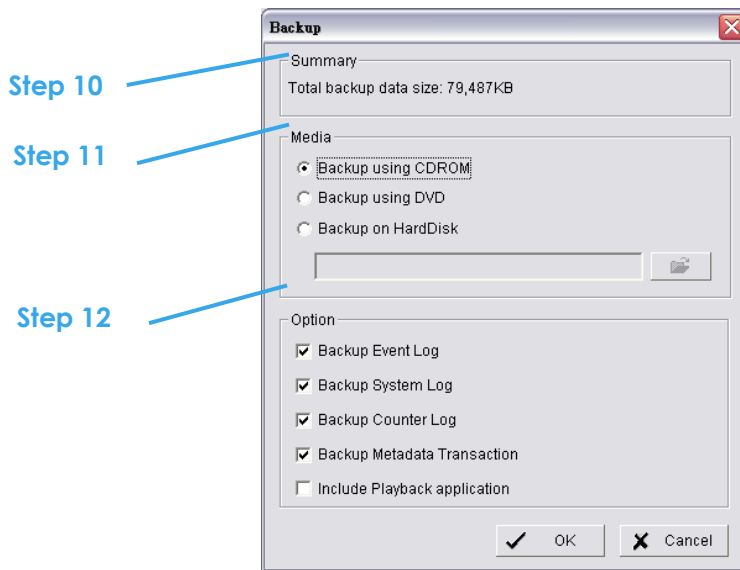 Backup
Step 10
Summary
Total backup data size: 79,487KB
Step 11
Media
Backup using CDROM
Backup using DVD
Backup on HardDisk
Step 12
Option
Backup Event Log
Backup System Log
Backup Counter Log
Backup Metadata Transaction
Include Playback application
OK
Cancel